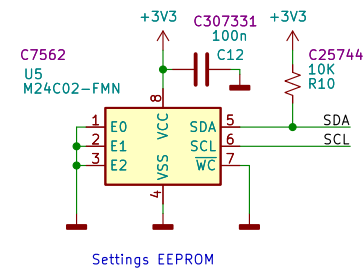 +3V3
C307331
+3V3
100n
C7562
C12
C25744
U5
10K
M24C02-FMN
R10
8
VCC
1
E0
SDA
5
SDA
2
E1
SCL
6
SCL
3
E2
VSS
WC
7
4
Settings EEPROM